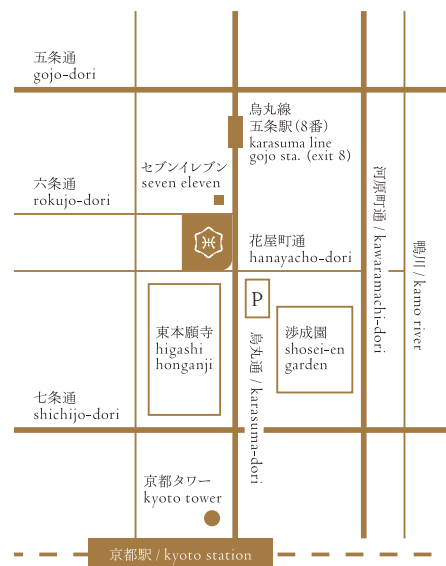 五条通
gojo-dori
烏丸線
五条駅（8番）
karasuma line
gojo sta. (exit 8)
セブンイレブン
seven eleven
六条通
rokujo-dori
花屋町通
hanayacho-dori
河原町通 / kawaramachi-dori
鴨川 / kamo river
P
東本願寺
higashi
honganji
渉成園
shosei-en
garden
烏丸通 / karasuma-dori
七条通
shichijo-dori
京都タワー
kyoto tower
京都駅 / kyoto station